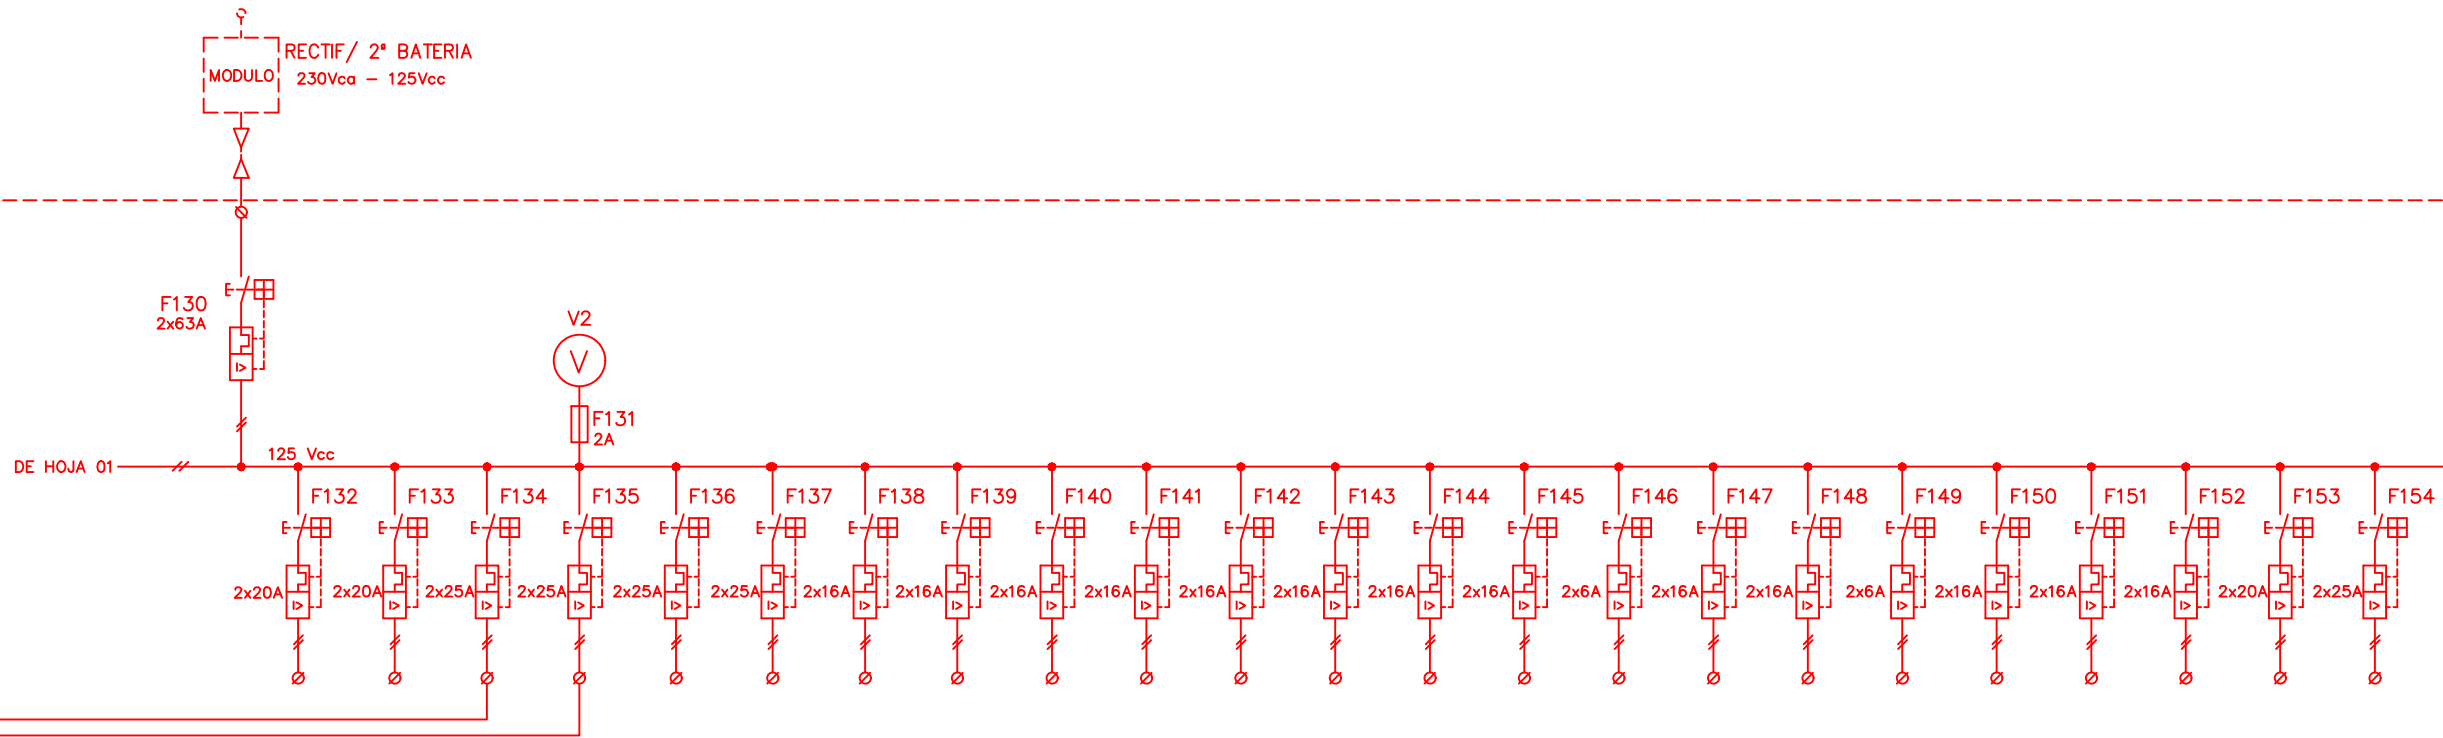 RECTIF/ 2ª BATERIA
MODULO
230Vca – 125Vcc
F130
2x63A
V2
V
F131
2A
125 Vcc
DE HOJA 01
F132 F133 F134 F135 F136 F137 F138 F139 F140 F141 F142 F143 F144 F145 F146 F147 F148 F149 F150 F151 F152 F153 F154
2x20A 2x20A 2x25A 2x25A 2x25A 2x25A 2x16A 2x16A 2x16A 2x16A 2x16A 2x16A 2x16A 2x16A 2x6A 2x16A 2x16A 2x6A 2x16A 2x16A 2x16A 2x20A 2x25A
I> I> I> I> I> I> I> I> I> I> I> I> I> I> I> I> I> I> I> I> I> I> I>